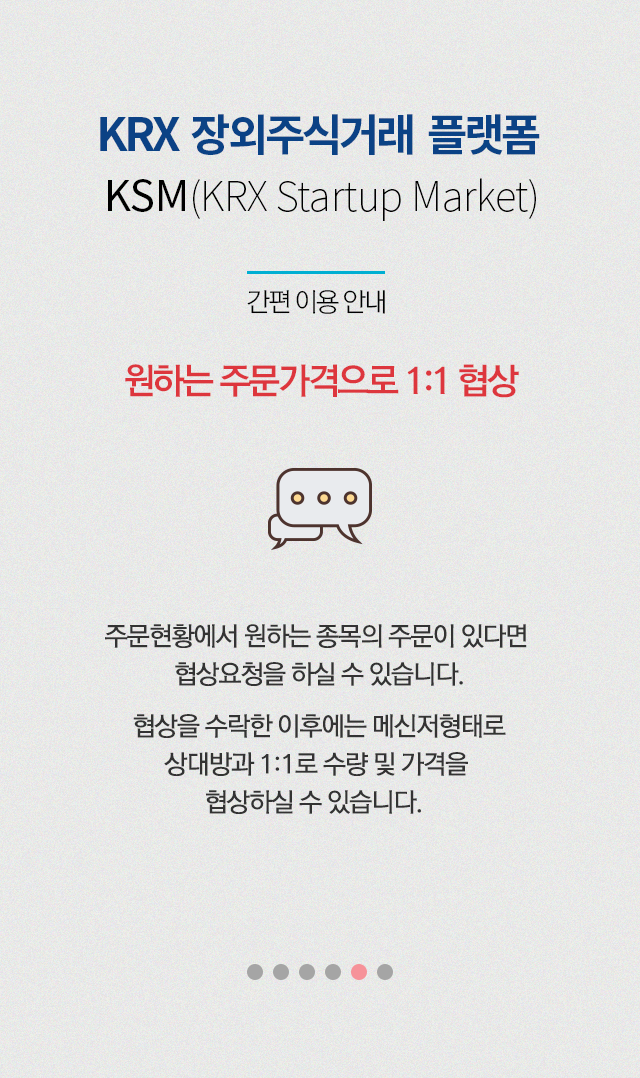 KRX 장외주식거래 플랫폼
KSM(KRX Startup Market)
간편 이용 안내
원하는 주문가격으로 1:1 협상
주문현황에서 원하는 종목의 주문이 있다면
협상요청을 하실 수 있습니다.
협상을 수락한 이후에는 메신저형태로
상대방과 1:1로 수량 및 가격을
협상하실 수 있습니다.